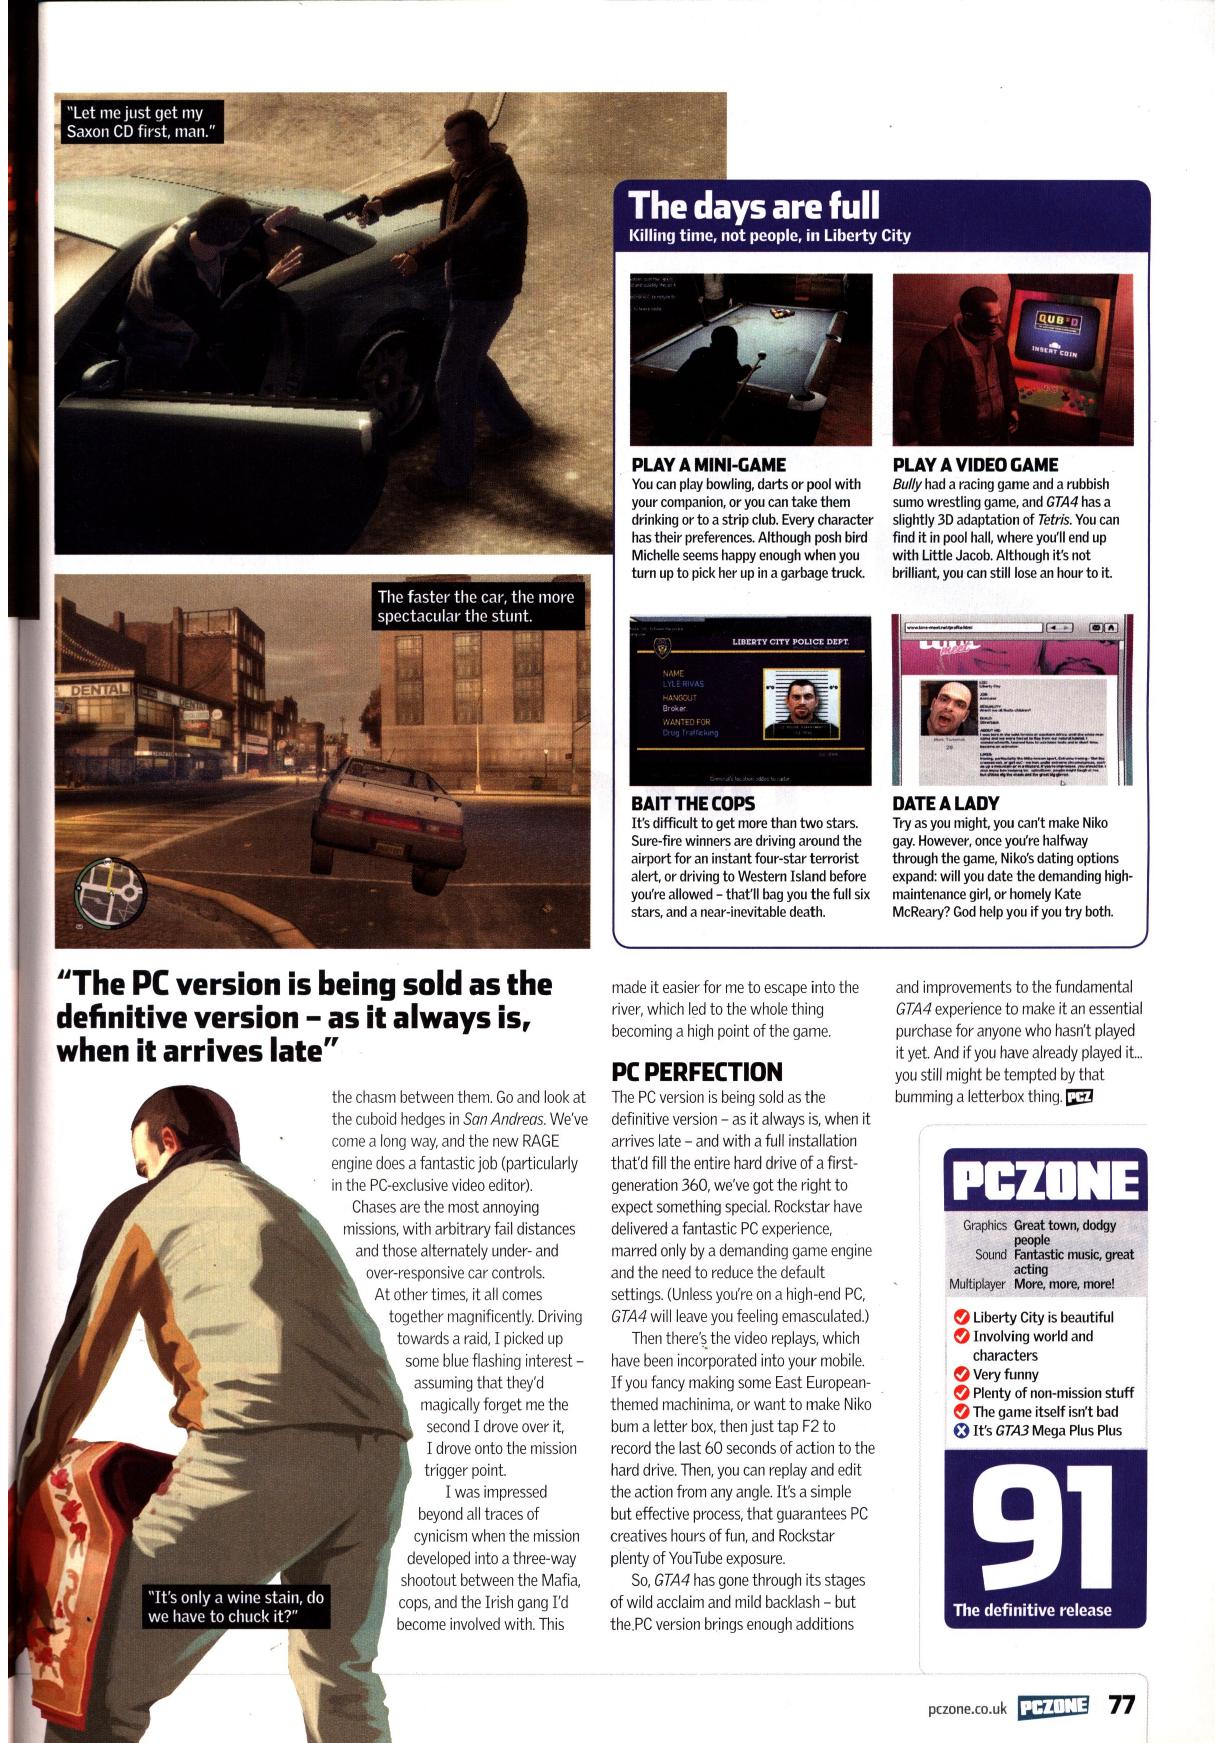 "Let me just get my
Saxon CD first, man."
The days are full
Killing time, not people, in Liberty City
QUB³D
INSERT COIN
PLAY A MINI-GAME
You can play bowling, darts or pool with
your companion, or you can take them
drinking or to a strip club. Every character
has their preferences. Although posh bird
Michelle seems happy enough when you
turn up to pick her up in a garbage truck.
PLAY A VIDEO GAME
Bully had a racing game and a rubbish
sumo wrestling game, and GTA4 has a
slightly 3D adaptation of Tetris. You can
find it in pool hall, where you'll end up
with Little Jacob. Although it's not
brilliant, you can still lose an hour to it.
The faster the car, the more
spectacular the stunt.
DENTAL
DENTAL
LIBERTY CITY POLICE DEPT.
NAME
LYLE RIVAS
HANGOUT
Broker
WANTED FOR
Drug Trafficking
Criminal's location added to radar
BAIT THE COPS
It's difficult to get more than two stars.
Sure-fire winners are driving around the
airport for an instant four-star terrorist
alert, or driving to Western Island before
you're allowed – that'll bag you the full six
stars, and a near-inevitable death.
DATE A LADY
Try as you might, you can't make Niko
gay. However, once you're halfway
through the game, Niko's dating options
expand: will you date the demanding high-
maintenance girl, or homely Kate
McReary? God help you if you try both.
"The PC version is being sold as the
definitive version – as it always is,
when it arrives late"
the chasm between them. Go and look at
the cuboid hedges in San Andreas. We've
come a long way, and the new RAGE
engine does a fantastic job (particularly
in the PC-exclusive video editor).
Chases are the most annoying
missions, with arbitrary fail distances
and those alternately under- and
over-responsive car controls.
At other times, it all comes
together magnificently. Driving
towards a raid, I picked up
some blue flashing interest –
assuming that they'd
magically forget me the
second I drove over it,
I drove onto the mission
trigger point.
I was impressed
beyond all traces of
cynicism when the mission
developed into a three-way
shootout between the Mafia,
cops, and the Irish gang I'd
become involved with. This
"It's only a wine stain, do
we have to chuck it?"
made it easier for me to escape into the
river, which led to the whole thing
becoming a high point of the game.
PC PERFECTION
The PC version is being sold as the
definitive version – as it always is, when it
arrives late – and with a full installation
that'd fill the entire hard drive of a first-
generation 360, we've got the right to
expect something special. Rockstar have
delivered a fantastic PC experience,
marred only by a demanding game engine
and the need to reduce the default
settings. (Unless you're on a high-end PC,
GTA4 will leave you feeling emasculated.)
Then there's the video replays, which
have been incorporated into your mobile.
If you fancy making some East European-
themed machinima, or want to make Niko
bum a letter box, then just tap F2 to
record the last 60 seconds of action to the
hard drive. Then, you can replay and edit
the action from any angle. It's a simple
but effective process, that guarantees PC
creatives hours of fun, and Rockstar
plenty of YouTube exposure.
So, GTA4 has gone through its stages
of wild acclaim and mild backlash – but
the PC version brings enough additions
and improvements to the fundamental
GTA4 experience to make it an essential
purchase for anyone who hasn't played
it yet. And if you have already played it...
you still might be tempted by that
bumming a letterbox thing. PCZ
PCZONE
Graphics Great town, dodgy
people
Sound Fantastic music, great
acting
Multiplayer More, more, more!
Liberty City is beautiful
Involving world and
characters
Very funny
Plenty of non-mission stuff
The game itself isn't bad
It's GTA3 Mega Plus Plus
91
The definitive release
pczone.co.uk PCZONE 77